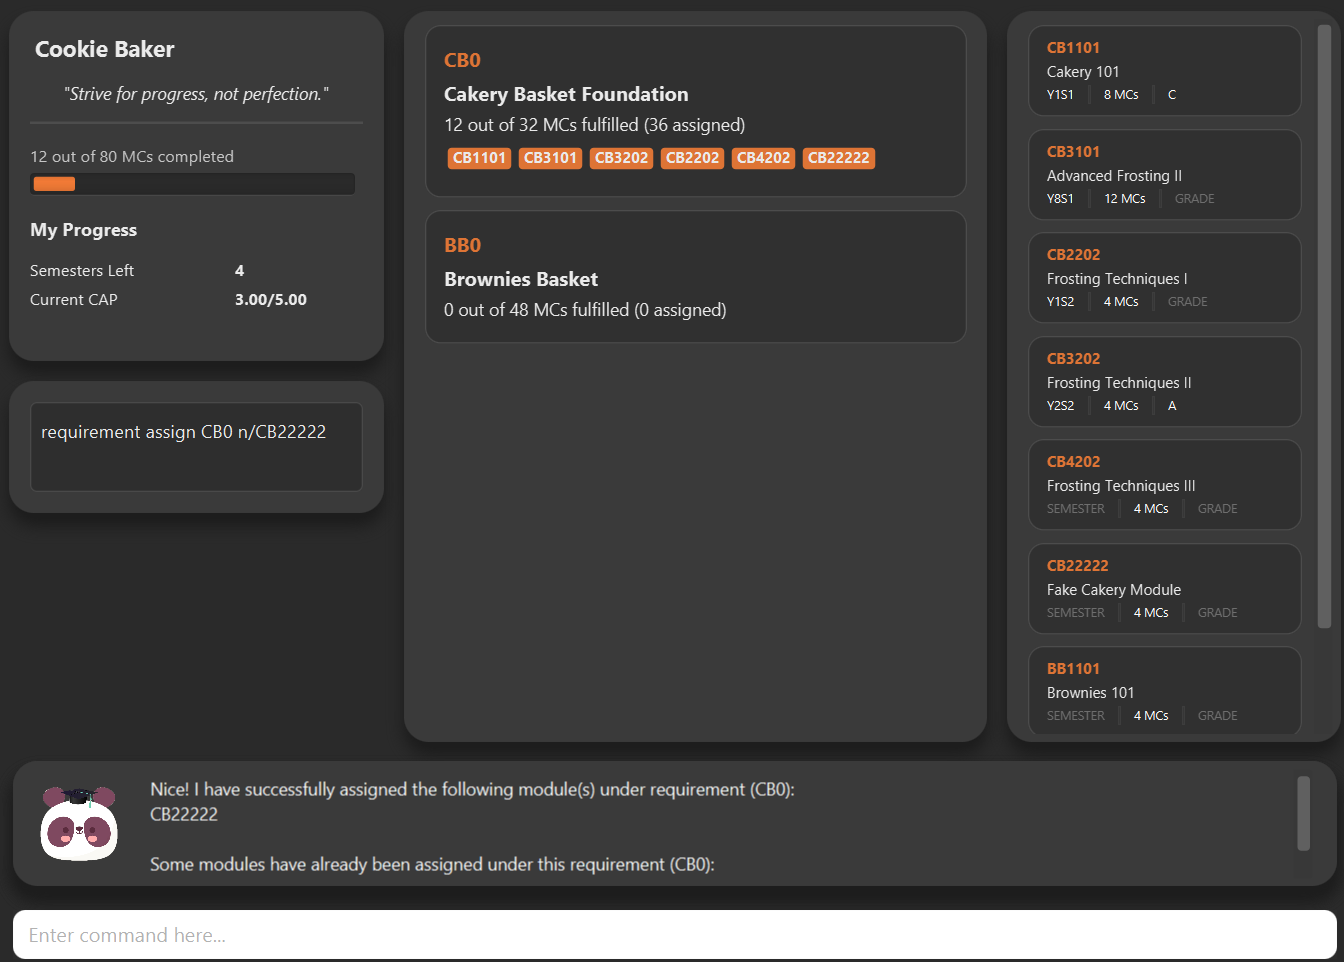 Cookie Baker
"Strive for progress, not perfection."
12 out of 80 MCs completed
My Progress
Semesters Left 4
Current CAP 3.00/5.00
requirement assign CB0 n/CB22222
CB0
Cakery Basket Foundation
12 out of 32 MCs fulfilled (36 assigned)
CB1101 CB3101 CB3202 CB2202 CB4202 CB22222
BB0
Brownies Basket
0 out of 48 MCs fulfilled (0 assigned)
CB1101
Cakery 101
Y1S1 8 MCs C
CB3101
Advanced Frosting II
Y8S1 12 MCs GRADE
CB2202
Frosting Techniques I
Y1S2 4 MCs GRADE
CB3202
Frosting Techniques II
Y2S2 4 MCs A
CB4202
Frosting Techniques III
SEMESTER 4 MCs GRADE
CB22222
Fake Cakery Module
SEMESTER 4 MCs GRADE
BB1101
Brownies 101
SEMESTER 4 MCs GRADE
Nice! I have successfully assigned the following module(s) under requirement (CB0):
CB22222
Some modules have already been assigned under this requirement (CB0):
Enter command here...